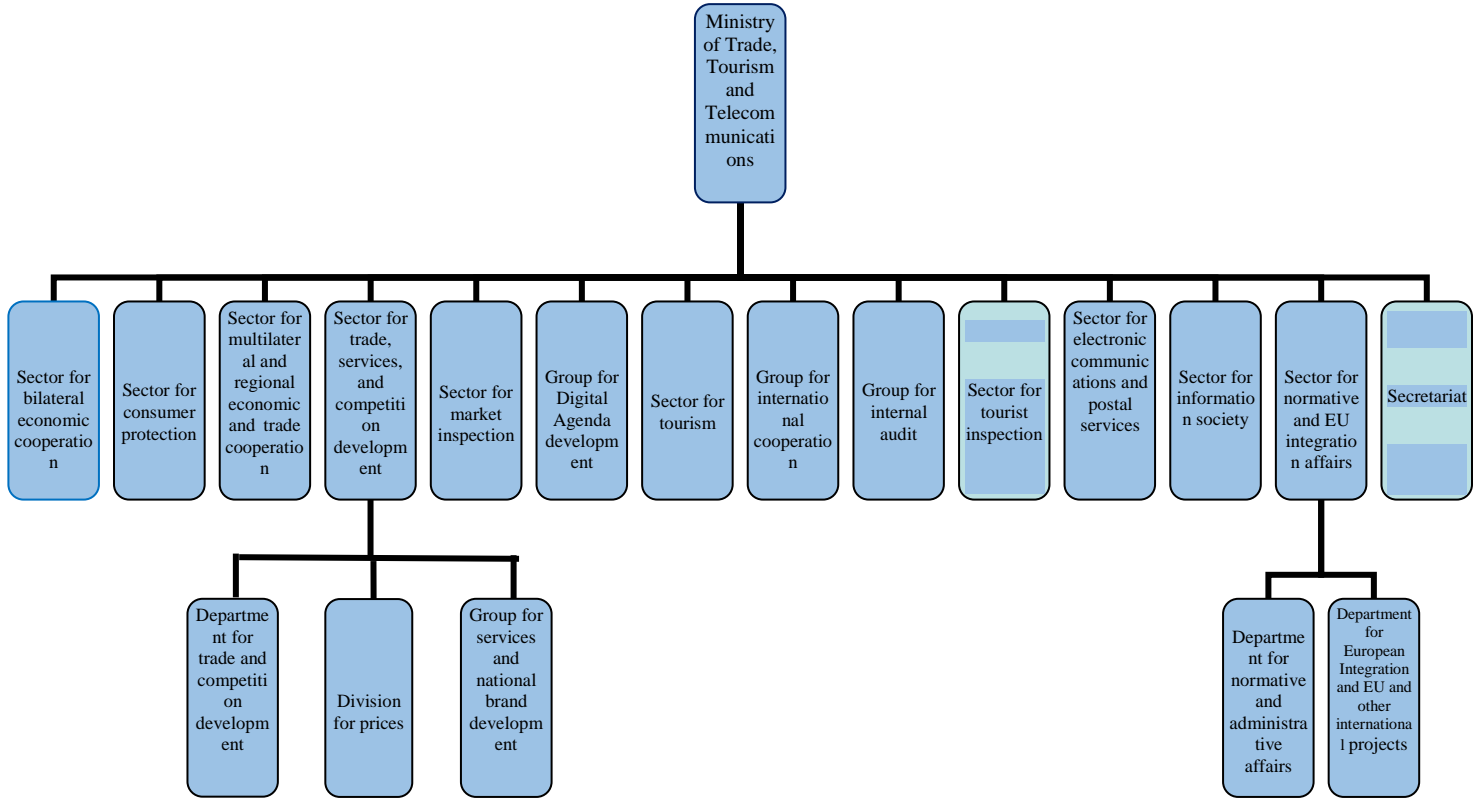 Ministry
of Trade,
Tourism
and
Telecom
municati
ons
Sector for
bilateral
economic
cooperatio
n
Sector for
consumer
protection
Sector for
multilater
al and
regional
economic
and trade
cooperatio
n
Sector for
trade,
services,
and
competiti
on
developm
ent
Sector for
market
inspection
Group for
Digital
Agenda
developm
ent
Sector for
tourism
Group for
internatio
nal
cooperatio
n
Group for
internal
audit
Sector for
tourist
inspection
Sector for
electronic
communic
ations and
postal
services
Sector for
informatio
n society
Sector for
normative
and EU
integratio
n affairs
Secretariat
Departme
nt for
trade and
competiti
on
developm
ent
Division
for prices
Group for
services
and
national
brand
developm
ent
Departme
nt for
normative
and
administra
tive
affairs
Department
for
European
Integration
and EU and
other
internationa
l projects